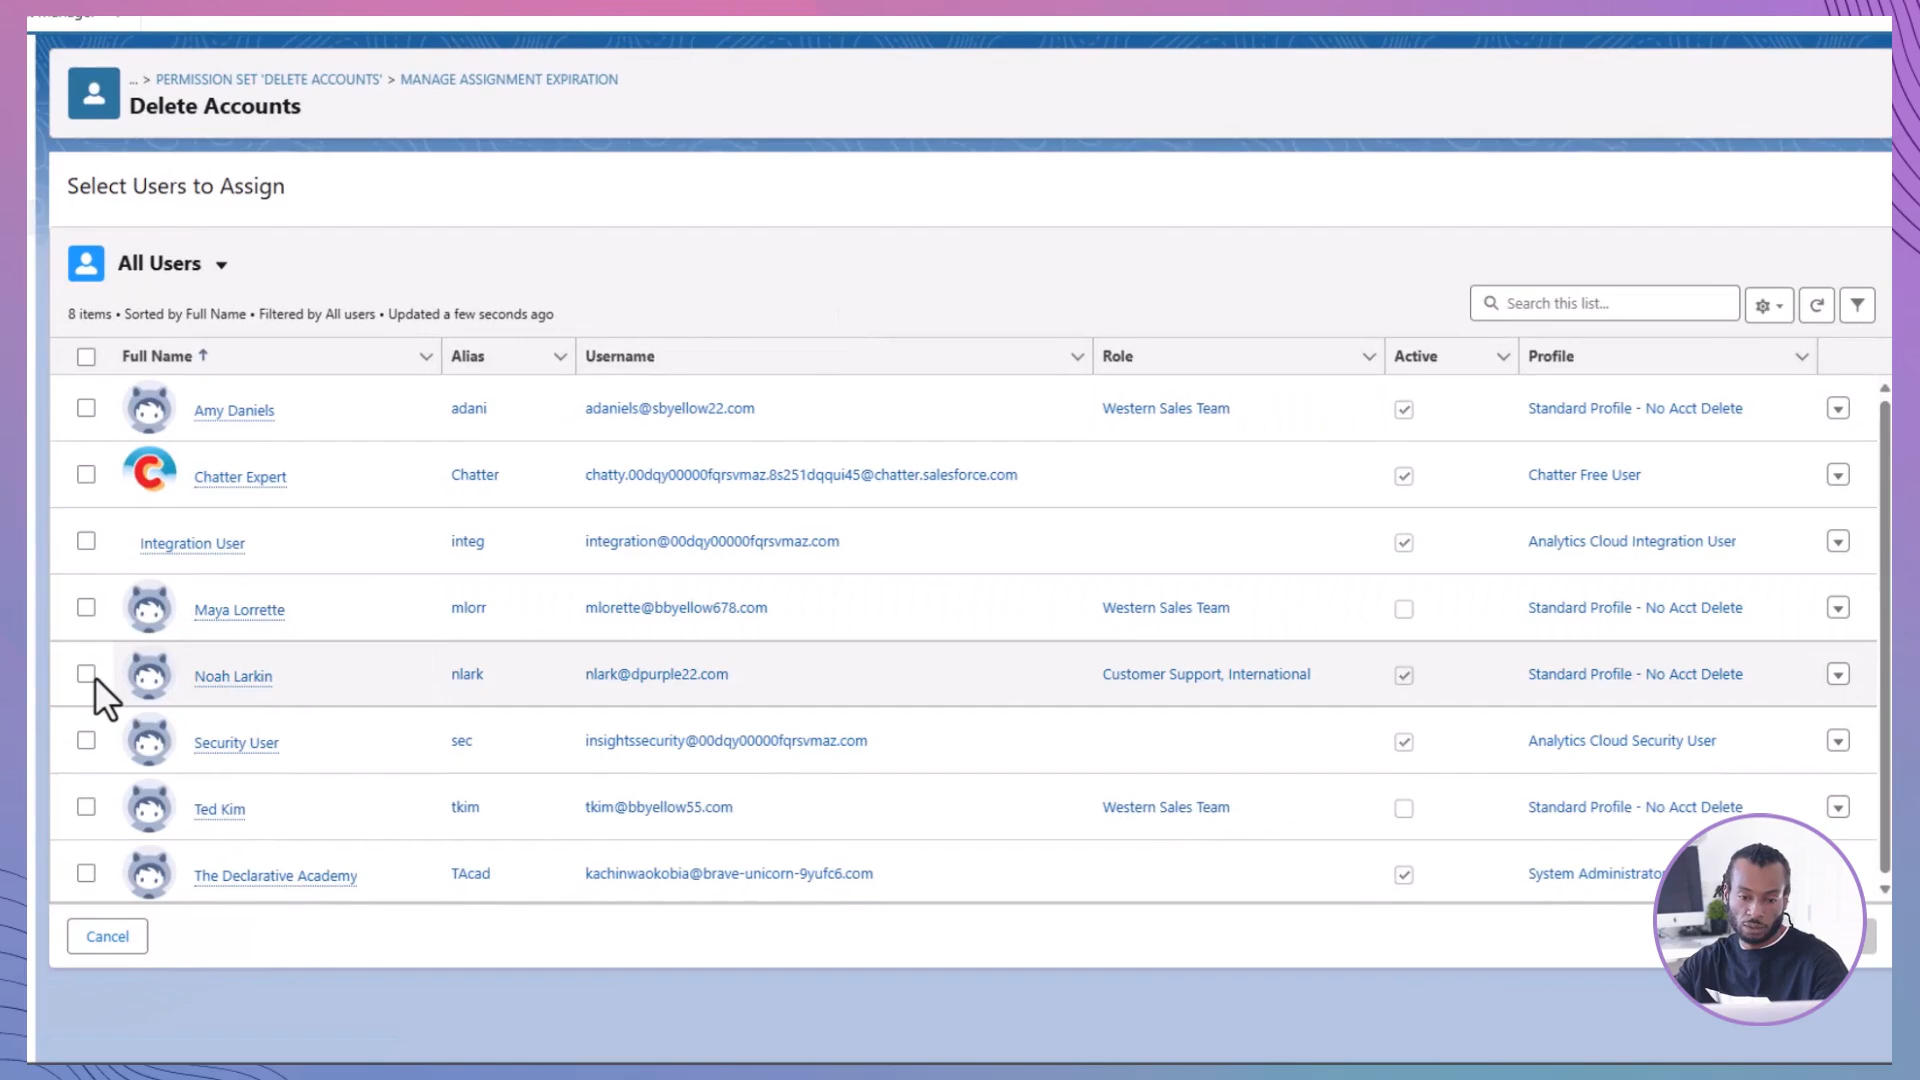 ... > PERMISSION SET 'DELETE ACCOUNTS' > MANAGE ASSIGNMENT EXPIRATION
Delete Accounts
Select Users to Assign
All Users
8 items • Sorted by Full Name • Filtered by All users • Updated a few seconds ago
Search this list...
Full Name Alias Username Role Active Profile
Amy Daniels adani adaniels@sbyellow22.com Western Sales Team Standard Profile - No Acct Delete
Chatter Expert Chatter chatty.00dqy00000fqrsvmaz.8s251dqqui45@chatter.salesforce.com Chatter Free User
Integration User integ integration@00dqy00000fqrsvmaz.com Analytics Cloud Integration User
Maya Lorrette mlorr mlorette@bbyellow678.com Western Sales Team Standard Profile - No Acct Delete
Noah Larkin nlark nlark@dpurple22.com Customer Support, International Standard Profile - No Acct Delete
Security User sec insightssecurity@00dqy00000fqrsvmaz.com Analytics Cloud Security User
Ted Kim tkim tkim@bbyellow55.com Western Sales Team Standard Profile - No Acct Delete
The Declarative Academy TAcad kachinwaokobia@brave-unicorn-9yufc6.com System Administrator
Cancel